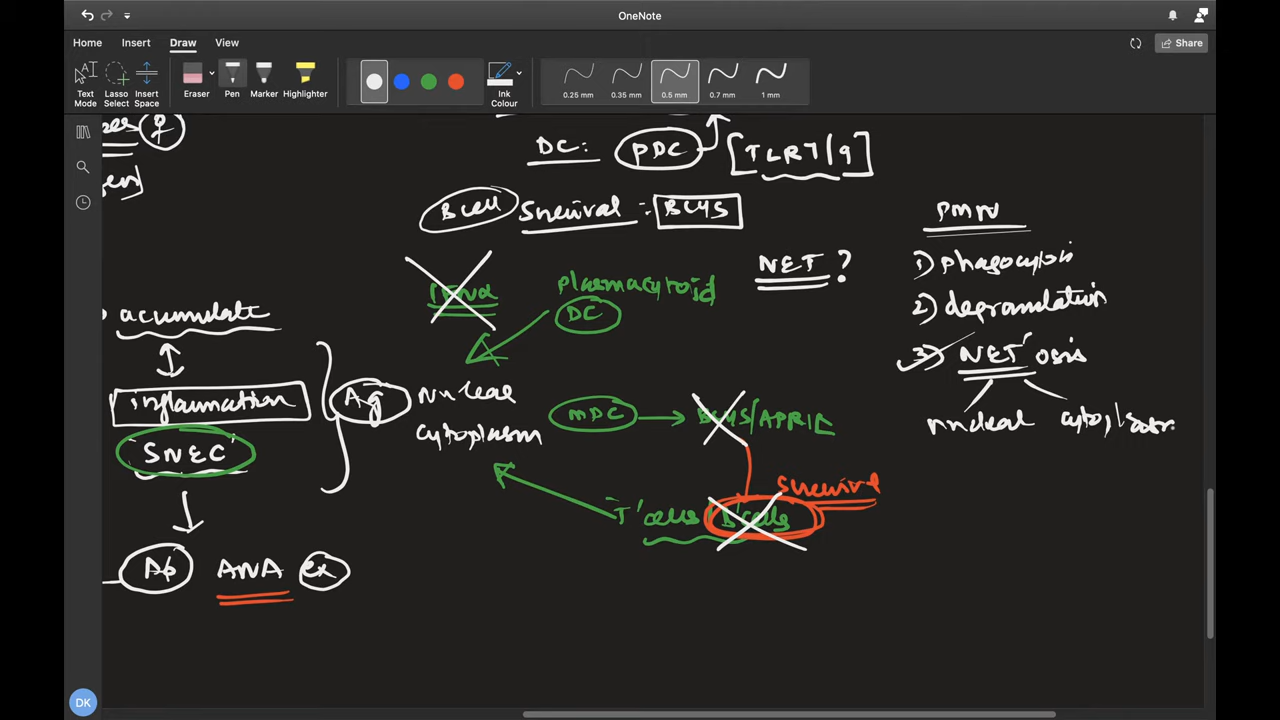 OneNote
Home Insert Draw View
Share
Text Mode
Lasso Select
Insert Space
Eraser
Pen
Marker
Highlighter
Ink Colour
0.25 mm
0.35 mm
0.5 mm
0.7 mm
1 mm
DC: PDC [TLR7/9]
gen]
B cell Survival : BLYS
PMN
1) phagocytosis
2) degranulation
3) NET'osis
nuclear cytoplasm
NET?
IFNα
plasmacytoid
DC
acumulate
inflammation
SNEC
Ag
Nuclear
cytoplasm
MDC
BLYS/APRIL
Survival
T' cells B' cells
Ab ANA ex
DK